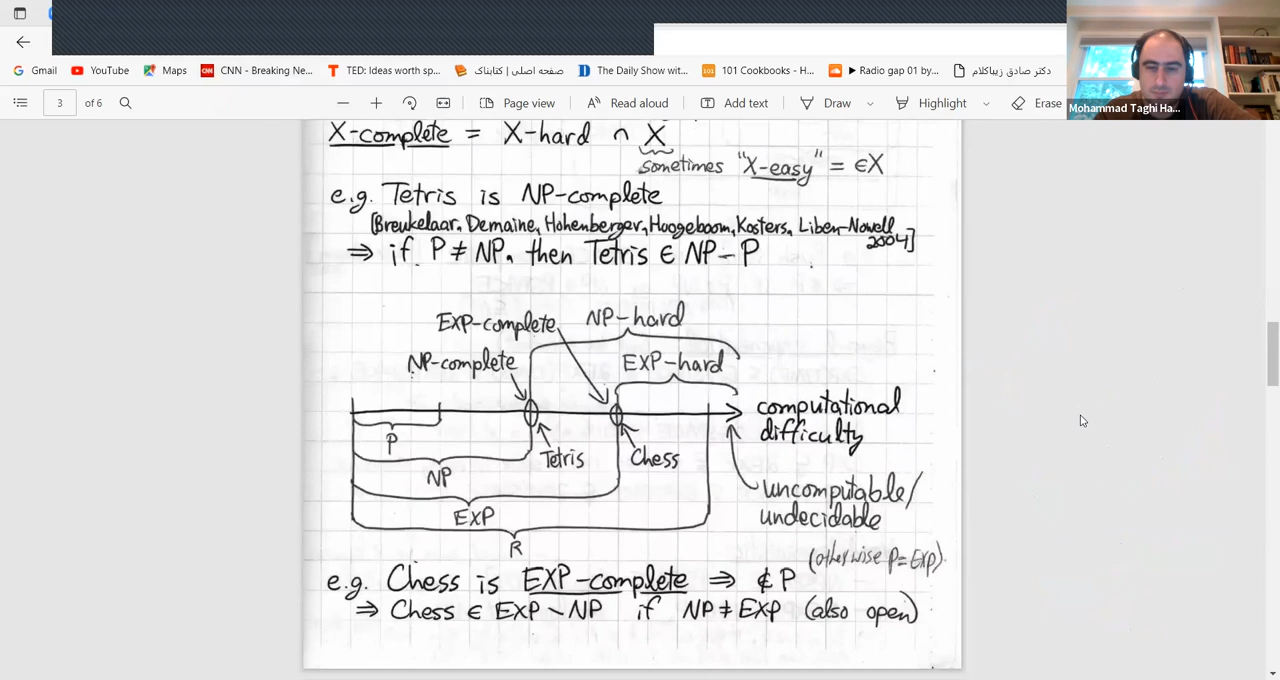 Gmail YouTube Maps CNN - Breaking Ne... TED: Ideas worth sp... صفحه اصلی | کتابناک The Daily Show wit... 101 Cookbooks - H... ▶ Radio gap 01 by... دکتر صادق زیباکلام
3 of 6 Page view Read aloud Add text Draw Highlight Erase
Mohammad Taghi Ha...
X-complete = X-hard ∩ X
sometimes "X-easy" = ∈X
e.g. Tetris is NP-complete
[Breukelaar, Demaine, Hohenberger, Hoogeboom, Kosters, Liben-Nowell
2004]
⇒ if P ≠ NP, then Tetris ∈ NP - P
NP-hard
EXP-complete
EXP-hard
NP-complete
computational
difficulty
P
Tetris
Chess
NP
uncomputable/
undecidable
EXP
R
(otherwise P=Exp)
e.g. Chess is EXP-complete ⇒ ∉ P
⇒ Chess ∈ EXP \ NP if NP ≠ EXP (also open)